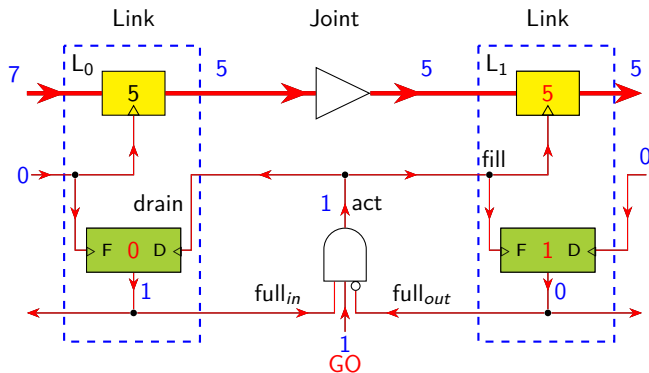 Link Joint Link
L0 L1
7 5 5 5 5 5
0 fill 0
drain 1 act
F 0 D F 1 D
1 fullin fullout 0
1
GO